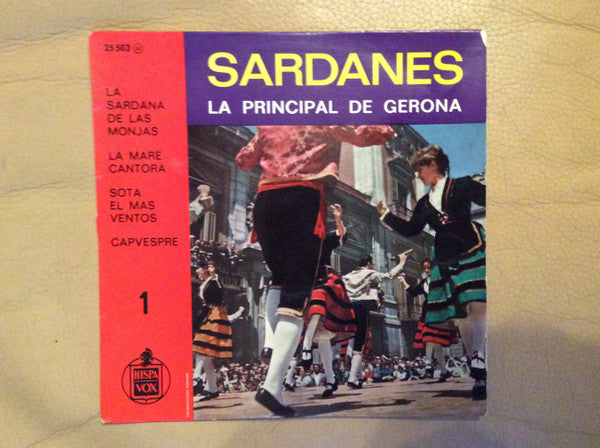 25 503
SARDANES
LA PRINCIPAL DE GERONA
LA
SARDANA
DE LAS
MONJAS
LA MARE
CANTORA
SOTA
EL MAS
VENTOS
CAPVESPRE
1
HISPA
VOX